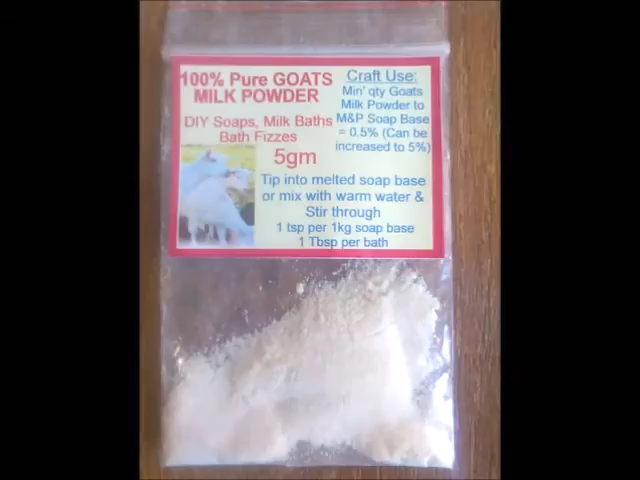 100% Pure GOATS
MILK POWDER
DIY Soaps, Milk Baths
Bath Fizzes
5gm
Craft Use:
Min' qty Goats
Milk Powder to
M&P Soap Base
= 0.5% (Can be
increased to 5%)
Tip into melted soap base
or mix with warm water &
Stir through
1 tsp per 1kg soap base
1 Tbsp per bath